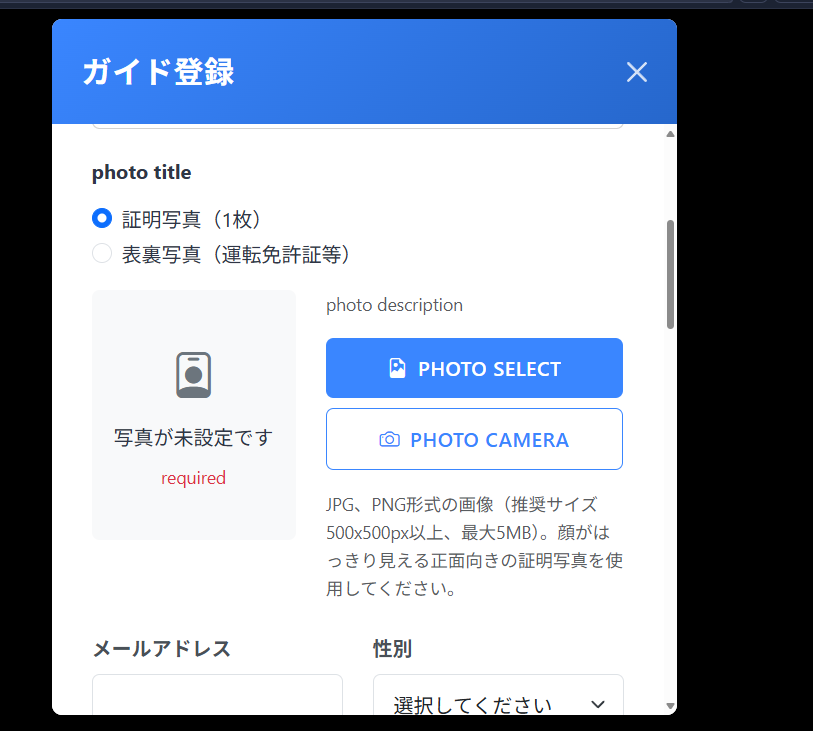 ガイド登録
photo title
証明写真（1枚）
表裏写真（運転免許証等）
photo description
PHOTO SELECT
PHOTO CAMERA
写真が未設定です
required
JPG、PNG形式の画像（推奨サイズ
500x500px以上、最大5MB）。顔がは
っきり見える正面向きの証明写真を使
用してください。
メールアドレス
性別
選択してください